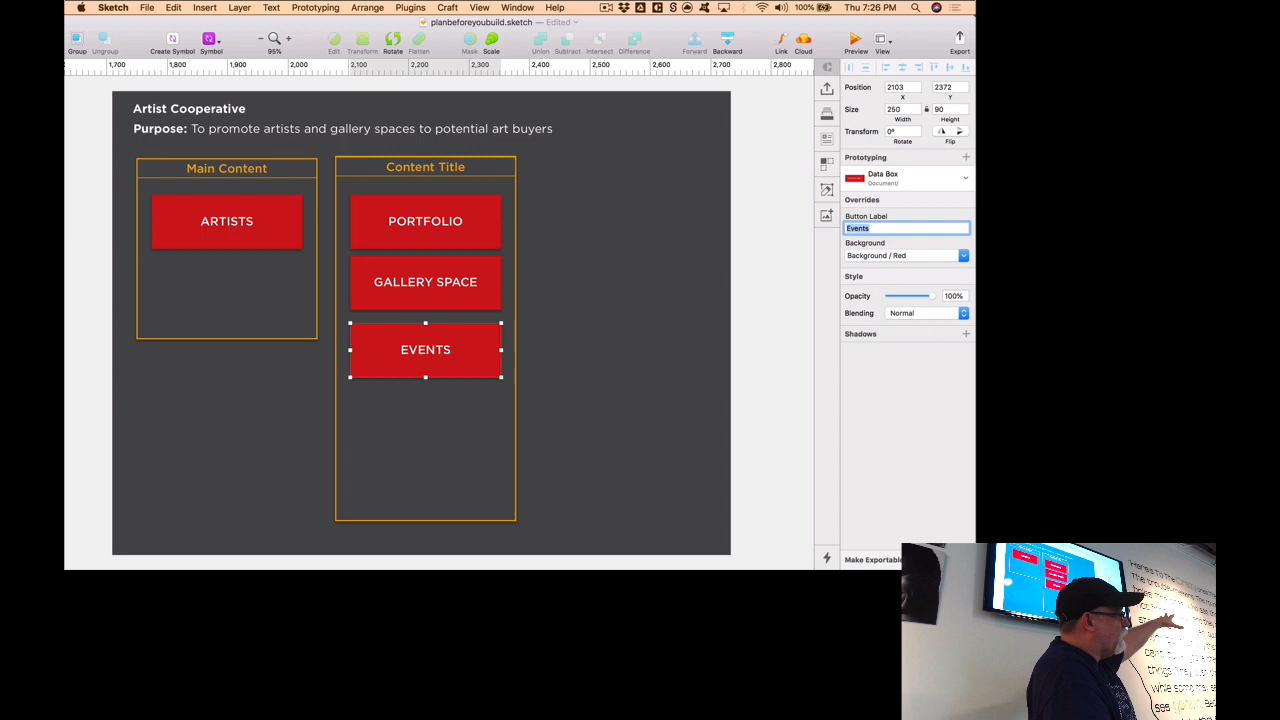 Sketch File Edit Insert Layer Text Prototyping Arrange Plugins Craft View Window Help 100% Thu 7:26 PM
planbeforeyoubuild.sketch — Edited
Group Ungroup Create Symbol Symbol 95% Edit Transform Rotate Flatten Mask Scale Union Subtract Intersect Difference Forward Backward Link Cloud Preview View Export
1,700 1,800 1,900 2,000 2,100 2,200 2,300 2,400 2,500 2,600 2,700 2,800
Artist Cooperative
Purpose: To promote artists and gallery spaces to potential art buyers
Main Content
ARTISTS
Content Title
PORTFOLIO
GALLERY SPACE
EVENTS
Position 2103 2372
X Y
Size 250 90
Width Height
Transform 0º
Rotate Flip
Prototyping
Data Box
Document/
Overrides
Button Label
Events
Background
Background / Red
Style
Opacity 100%
Blending Normal
Shadows
Make Exportable